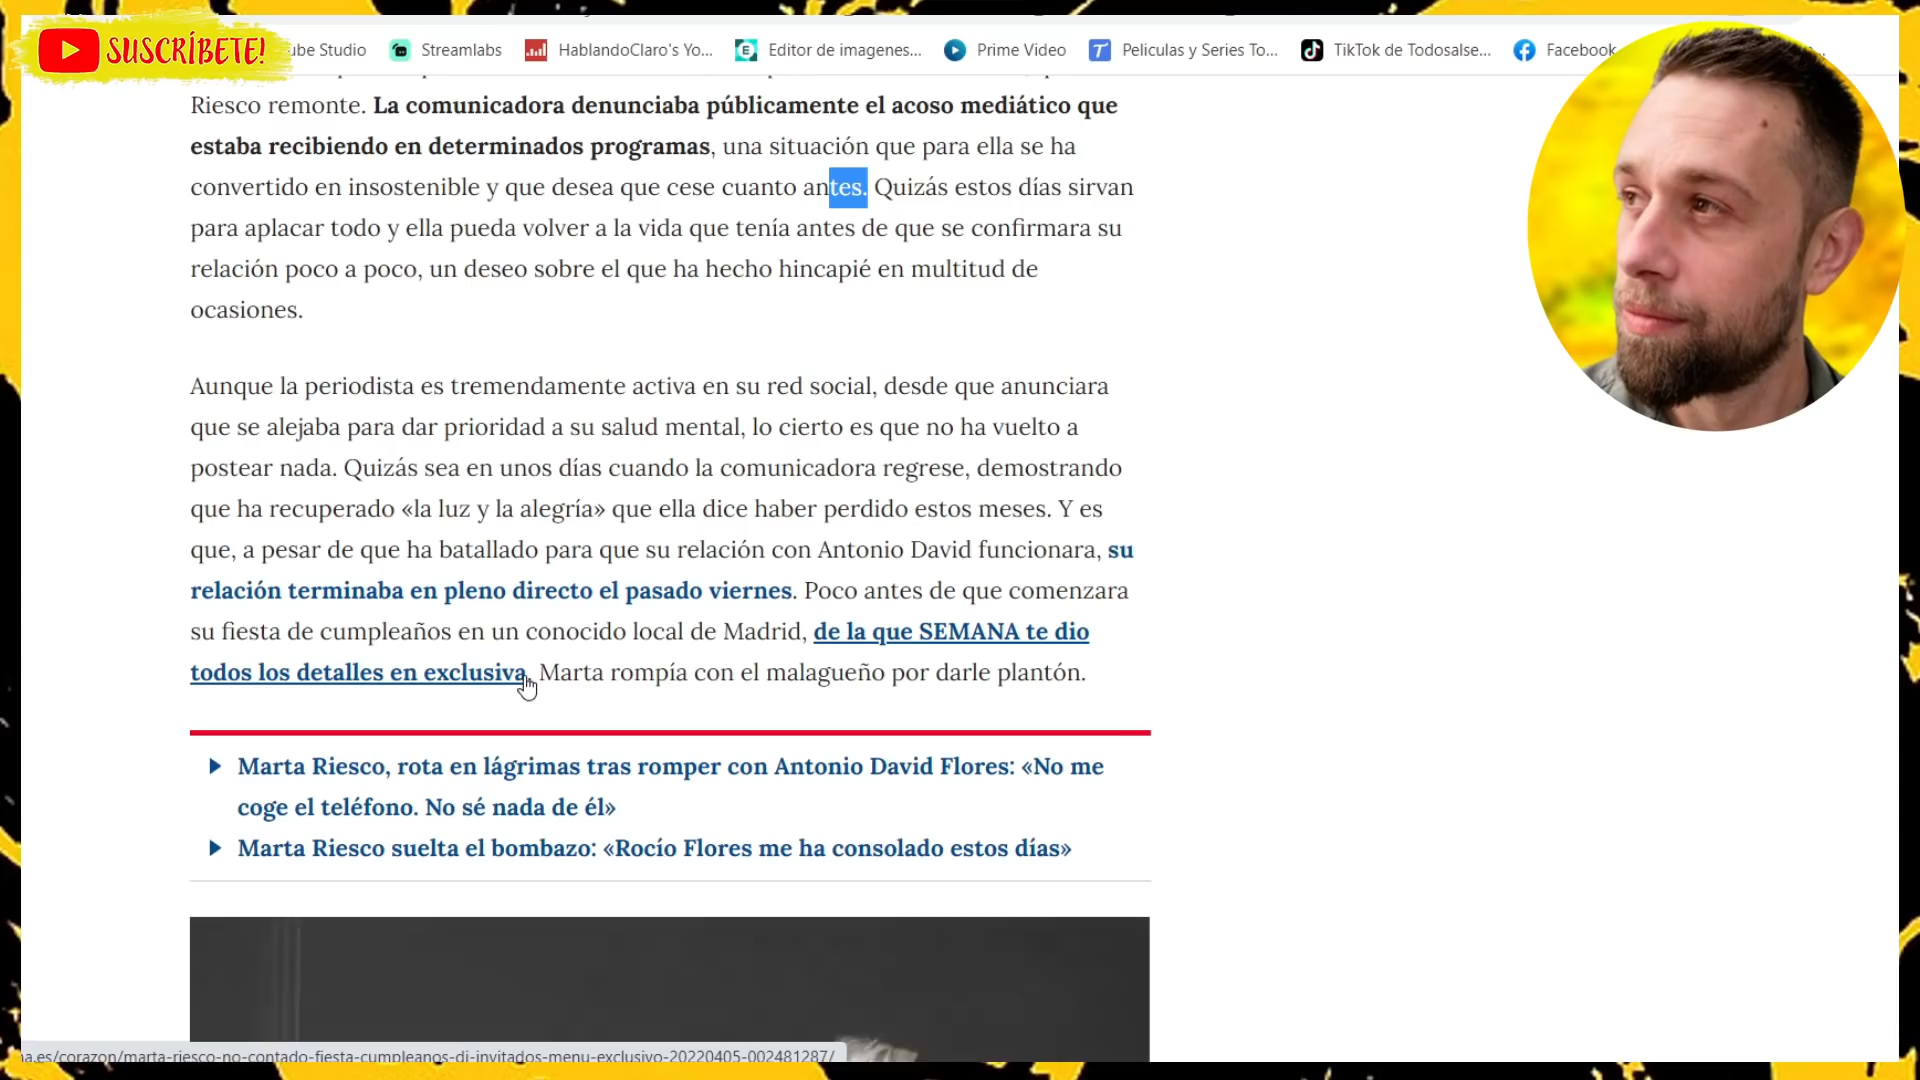 SUSCRÍBETE!
ube Studio
Streamlabs
HablandoClaro's Yo...
Editor de imagenes...
Prime Video
Peliculas y Series To...
TikTok de Todosalse...
Facebook
Riesco remonte. La comunicadora denunciaba públicamente el acoso mediático que
estaba recibiendo en determinados programas, una situación que para ella se ha
convertido en insostenible y que desea que cese cuanto antes. Quizás estos días sirvan
para aplacar todo y ella pueda volver a la vida que tenía antes de que se confirmara su
relación poco a poco, un deseo sobre el que ha hecho hincapié en multitud de
ocasiones.
Aunque la periodista es tremendamente activa en su red social, desde que anunciara
que se alejaba para dar prioridad a su salud mental, lo cierto es que no ha vuelto a
postear nada. Quizás sea en unos días cuando la comunicadora regrese, demostrando
que ha recuperado «la luz y la alegría» que ella dice haber perdido estos meses. Y es
que, a pesar de que ha batallado para que su relación con Antonio David funcionara, su
relación terminaba en pleno directo el pasado viernes. Poco antes de que comenzara
su fiesta de cumpleaños en un conocido local de Madrid, de la que SEMANA te dio
todos los detalles en exclusiva, Marta rompía con el malagueño por darle plantón.
Marta Riesco, rota en lágrimas tras romper con Antonio David Flores: «No me
coge el teléfono. No sé nada de él»
Marta Riesco suelta el bombazo: «Rocío Flores me ha consolado estos días»
a.es/corazon/marta-riesco-no-contado-fiesta-cumpleanos-di-invitados-menu-exclusivo-20220405-002481287/